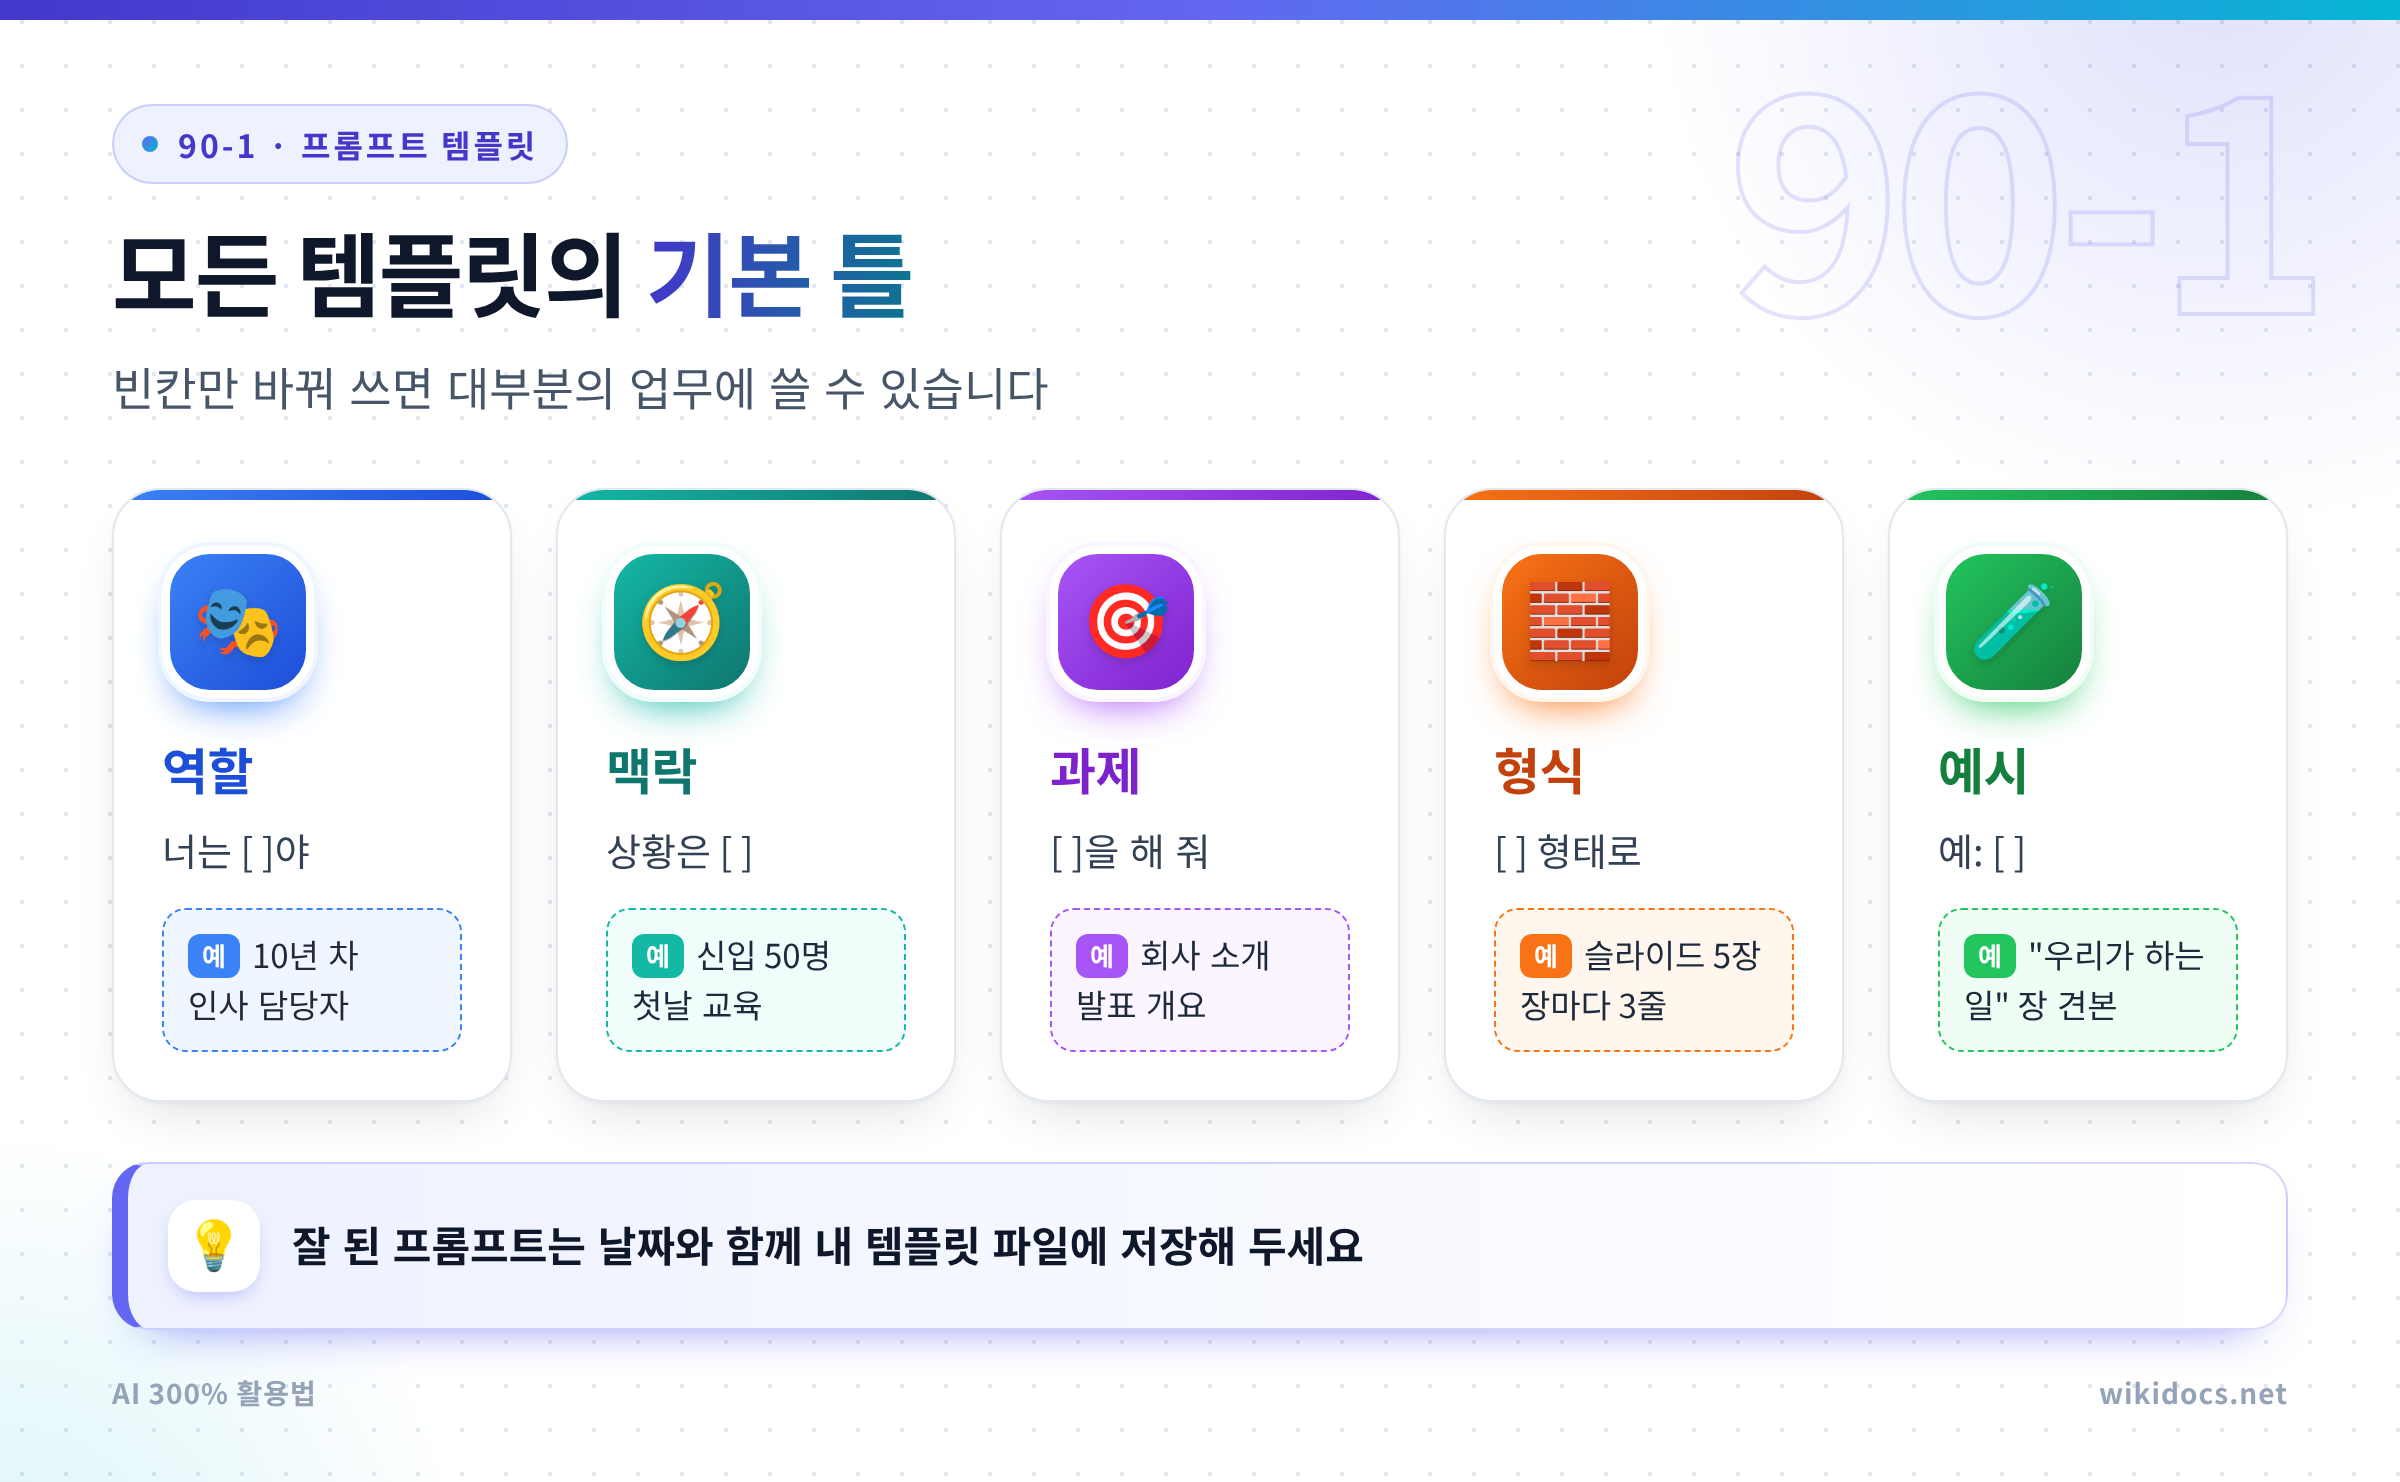 90-1 · 프롬프트 템플릿
90-1
모든 템플릿의 기본 틀
빈칸만 바꿔 쓰면 대부분의 업무에 쓸 수 있습니다
역할
너는 [ ]야
예 10년 차
인사 담당자
맥락
상황은 [ ]
예 신입 50명
첫날 교육
과제
[ ]을 해 줘
예 회사 소개
발표 개요
형식
[ ] 형태로
예 슬라이드 5장
장마다 3줄
예시
예: [ ]
예 "우리가 하는
일" 장 견본
잘 된 프롬프트는 날짜와 함께 내 템플릿 파일에 저장해 두세요
AI 300% 활용법
wikidocs.net